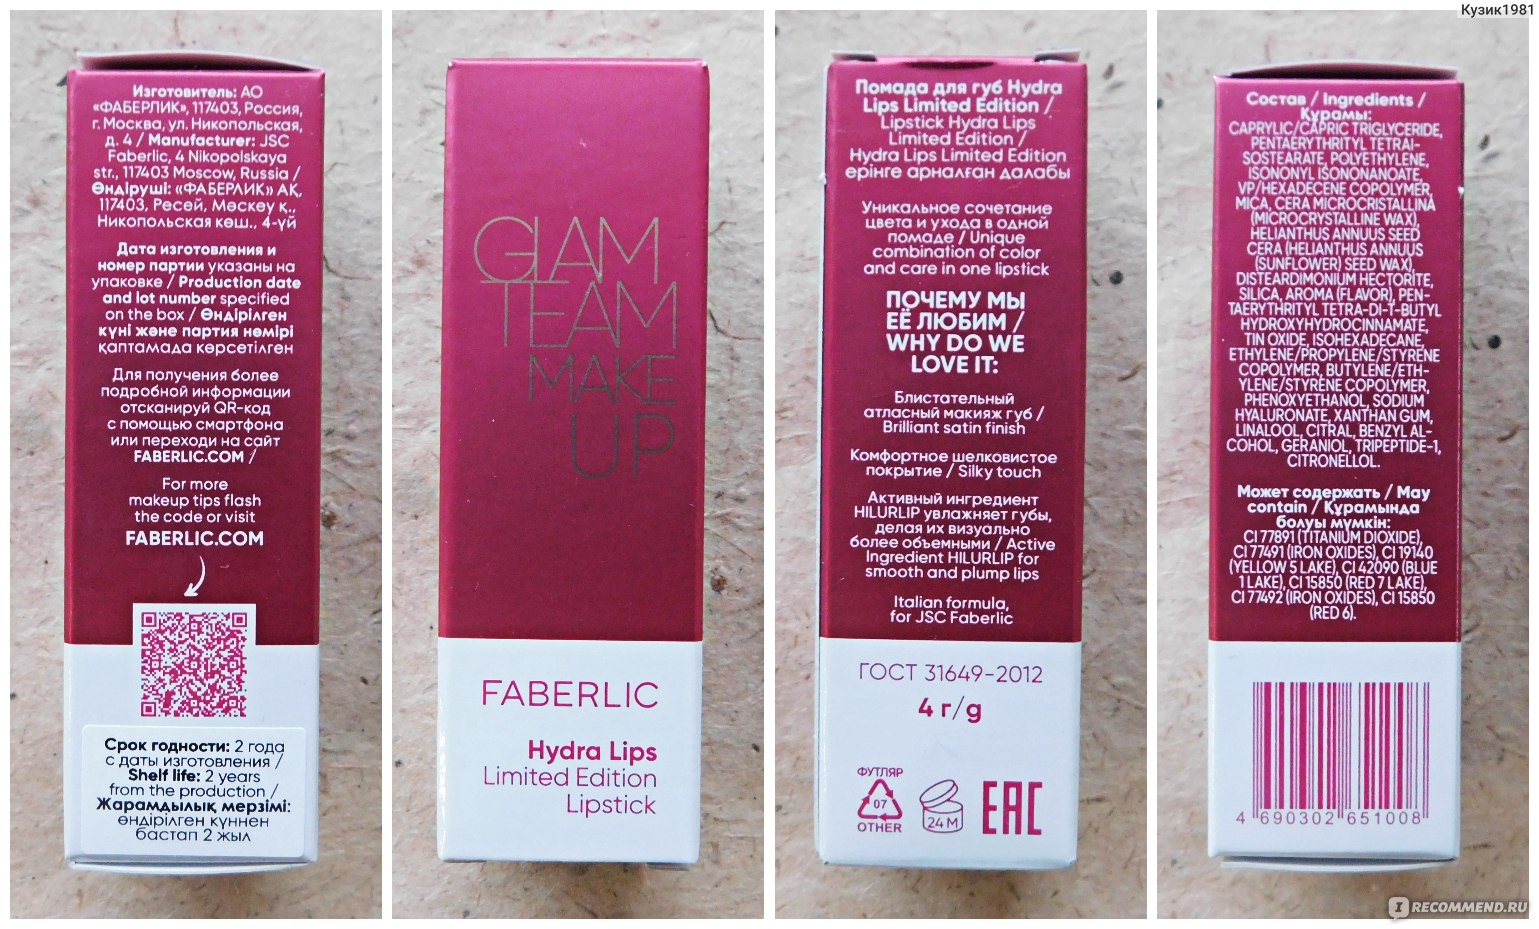 Кузик1981
Изготовитель: АО
«ФАБЕРЛИК», 117403, Россия,
г. Москва, ул. Никопольская,
д. 4 / Manufacturer: JSC
Faberlic, 4 Nikopolskaya
str., 117403 Moscow, Russia /
Өндіруші: «ФАБЕРЛИК» АҚ,
117403, Ресей, Мәскеу қ.,
Никопольская көш., 4-үй
Дата изготовления и
номер партии указаны на
упаковке / Production date
and lot number specified
on the box / Өндірілген
күні және партия нөмірі
қаптамада көрсетілген
Для получения более
подробной информации
отсканируй QR-код
с помощью смартфона
или переходи на сайт
FABERLIC.COM /
For more
makeup tips flash
the code or visit
FABERLIC.COM
Срок годности: 2 года
с даты изготовления /
Shelf life: 2 years
from the production /
Жарамдылық мерзімі:
өндірілген күннен
бастап 2 жыл
GLAM
TEAM
MAKE
UP
FABERLIC
Hydra Lips
Limited Edition
Lipstick
Помада для губ Hydra
Lips Limited Edition /
Lipstick Hydra Lips
Limited Edition /
Hydra Lips Limited Edition
ерінге арналған далабы
Уникальное сочетание
цвета и ухода в одной
помаде / Unique
combination of color
and care in one lipstick
ПОЧЕМУ МЫ
ЕЁ ЛЮБИМ /
WHY DO WE
LOVE IT:
Блистательный
атласный макияж губ /
Brilliant satin finish
Комфортное шелковистое
покрытие / Silky touch
Активный ингредиент
HILURLIP увлажняет губы,
делая их визуально
более объемными / Active
Ingredient HILURLIP for
smooth and plump lips
Italian formula,
for JSC Faberlic
ГОСТ 31649-2012
4 г/g
ФУТЛЯР
07
OTHER
24 M
EAC
Состав / Ingredients /
Құрамы:
CAPRYLIC/CAPRIC TRIGLYCERIDE,
PENTAERYTHRITYL TETRAI-
SOSTEARATE, POLYETHYLENE,
ISONONYL ISONONANOATE,
VP/HEXADECENE COPOLYMER,
MICA, CERA MICROCRISTALLINA
(MICROCRYSTALLINE WAX),
HELIANTHUS ANNUUS SEED
CERA (HELIANTHUS ANNUUS
(SUNFLOWER) SEED WAX),
DISTEARDIMONIUM HECTORITE,
SILICA, AROMA (FLAVOR), PEN-
TAERYTHRITYL TETRA-DI-T-BUTYL
HYDROXYHYDROCINNAMATE,
TIN OXIDE, ISOHEXADECANE,
ETHYLENE/PROPYLENE/STYRENE
COPOLYMER, BUTYLENE/ETH-
YLENE/STYRENE COPOLYMER,
PHENOXYETHANOL, SODIUM
HYALURONATE, XANTHAN GUM,
LINALOOL, CITRAL, BENZYL AL-
COHOL, GERANIOL, TRIPEPTIDE-1,
CITRONELLOL.
Может содержать / May
contain / Құрамында
болуы мүмкін:
CI 77891 (TITANIUM DIOXIDE),
CI 77491 (IRON OXIDES), CI 19140
(YELLOW 5 LAKE), CI 42090 (BLUE
1 LAKE), CI 15850 (RED 7 LAKE),
CI 77492 (IRON OXIDES), CI 15850
(RED 6).
4 690302 651008
IRECOMMEND.RU